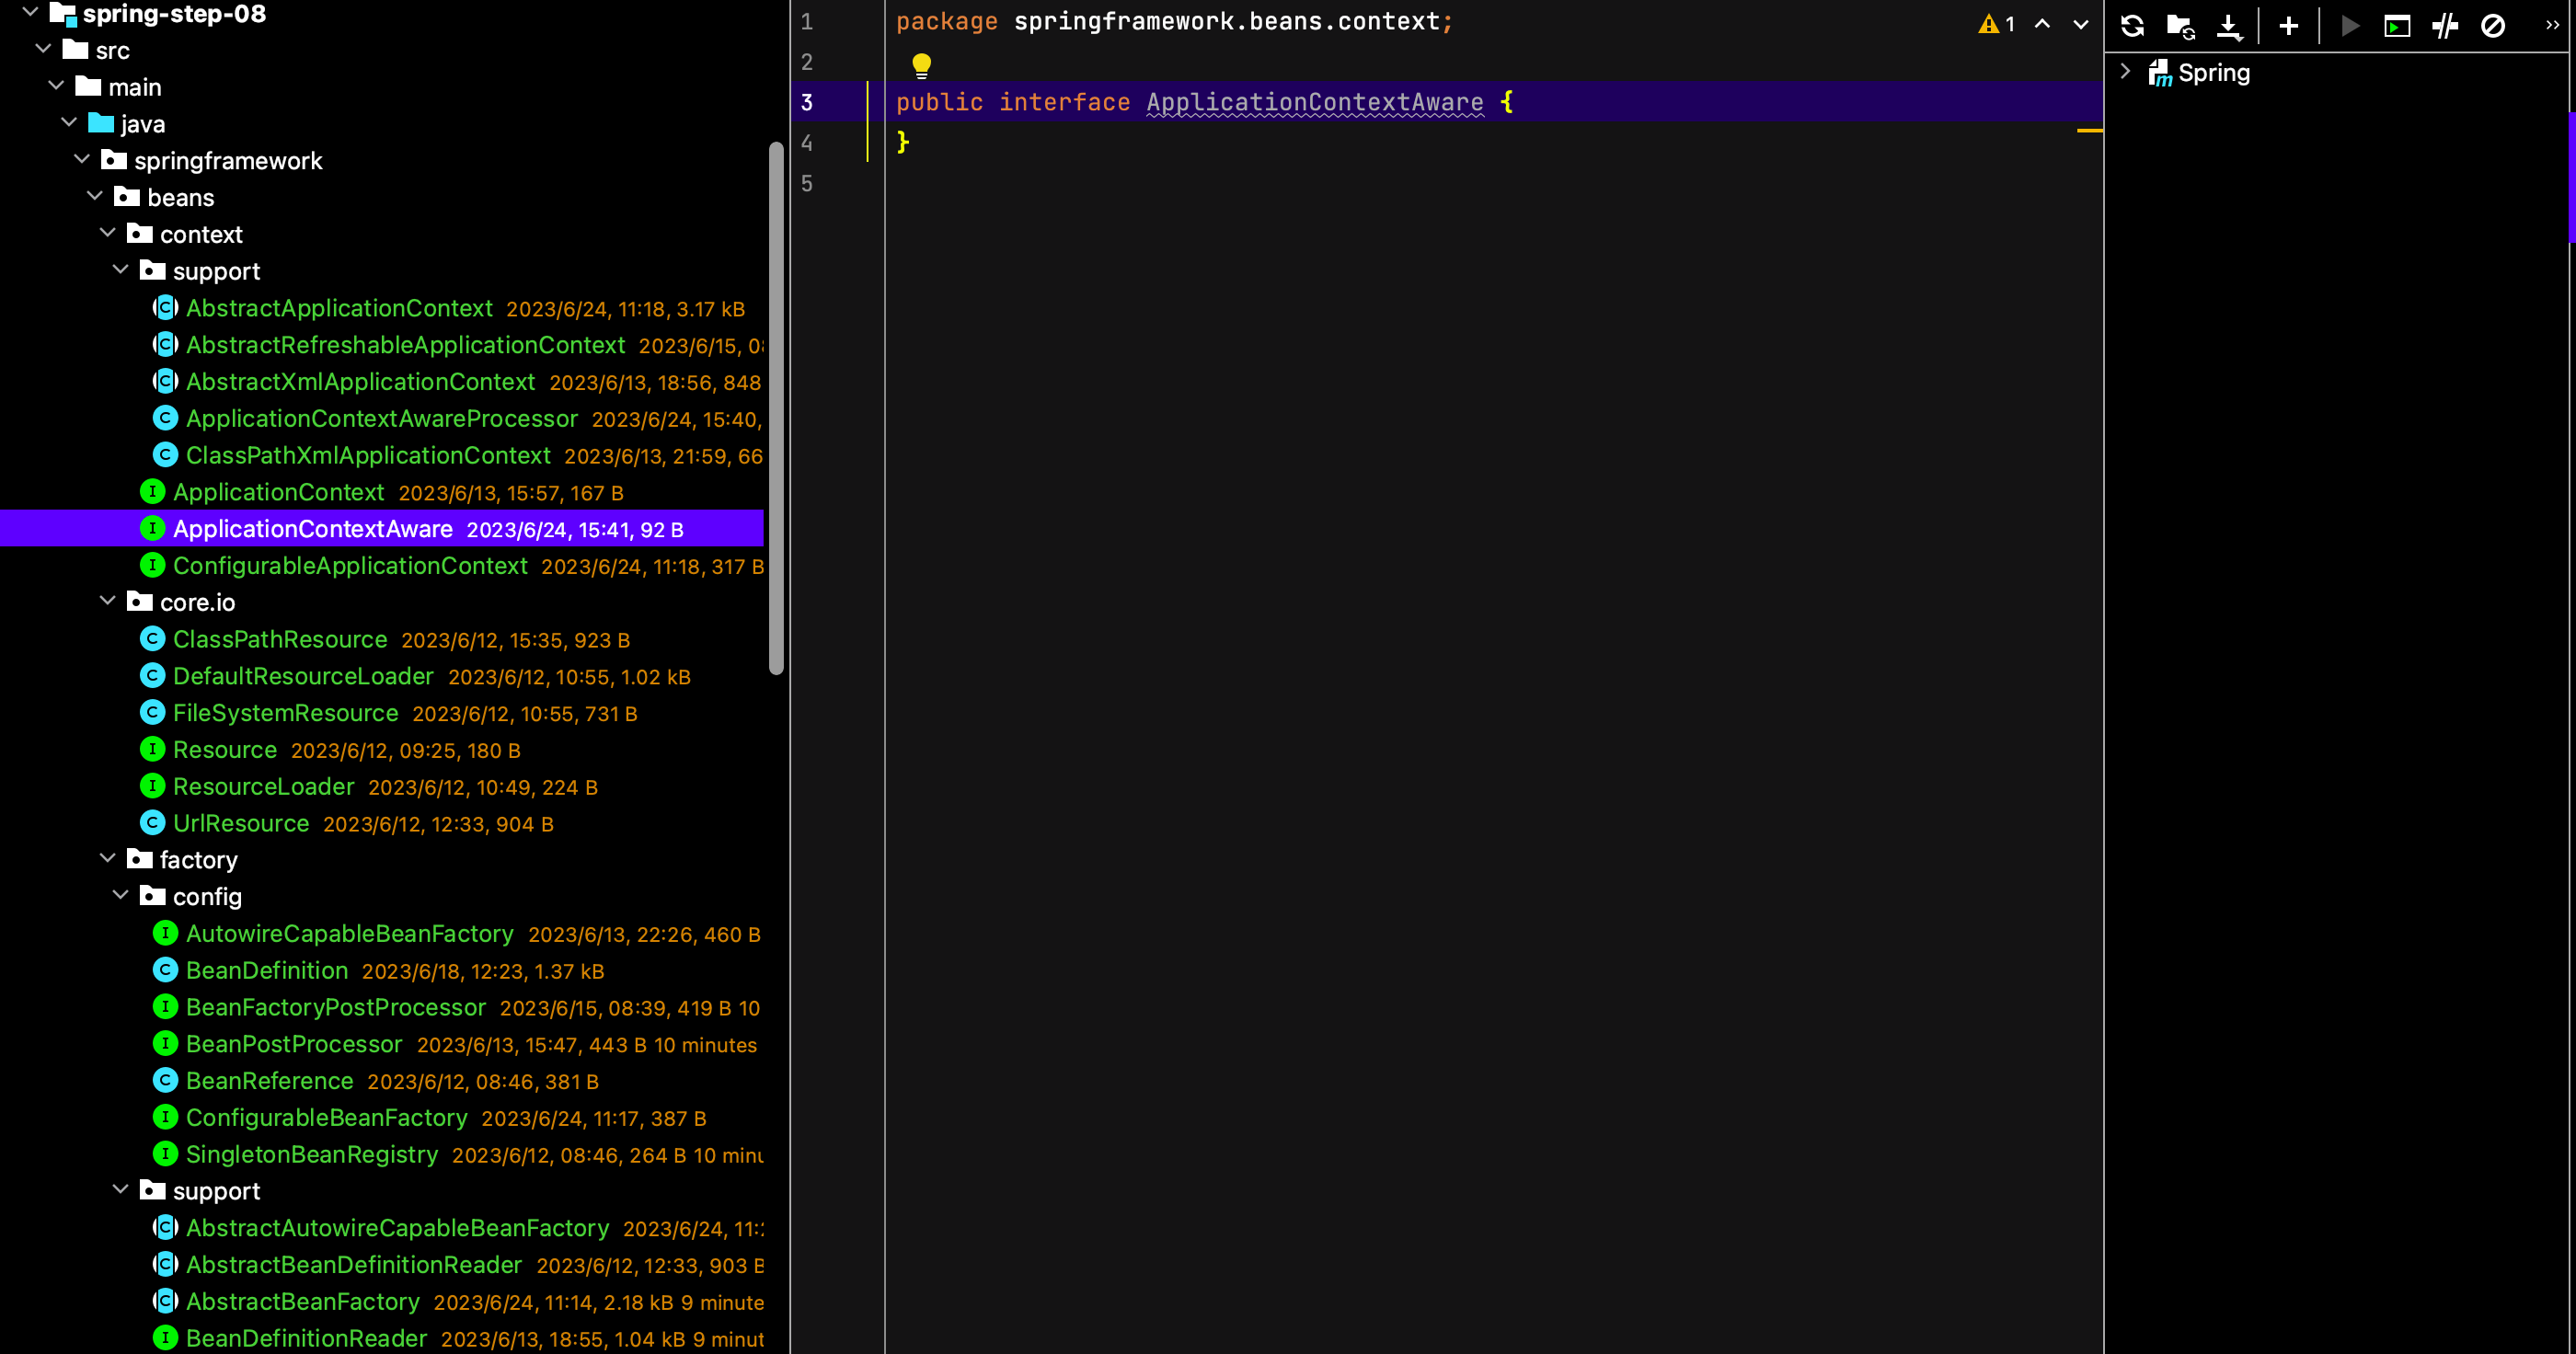 spring-step-08
src
main
java
springframework
beans
context
support
AbstractApplicationContext 2023/6/24, 11:18, 3.17 kB
AbstractRefreshableApplicationContext 2023/6/15,
AbstractXmlApplicationContext 2023/6/13, 18:56, 848
ApplicationContextAwareProcessor 2023/6/24, 15:40,
ClassPathXmlApplicationContext 2023/6/13, 21:59, 66
ApplicationContext 2023/6/13, 15:57, 167 B
ApplicationContextAware 2023/6/24, 15:41, 92 B
ConfigurableApplicationContext 2023/6/24, 11:18, 317 B
core.io
ClassPathResource 2023/6/12, 15:35, 923 B
DefaultResourceLoader 2023/6/12, 10:55, 1.02 kB
FileSystemResource 2023/6/12, 10:55, 731 B
Resource 2023/6/12, 09:25, 180 B
ResourceLoader 2023/6/12, 10:49, 224 B
UrlResource 2023/6/12, 12:33, 904 B
factory
config
AutowireCapableBeanFactory 2023/6/13, 22:26, 460 B
BeanDefinition 2023/6/18, 12:23, 1.37 kB
BeanFactoryPostProcessor 2023/6/15, 08:39, 419 B 10
BeanPostProcessor 2023/6/13, 15:47, 443 B 10 minutes
BeanReference 2023/6/12, 08:46, 381 B
ConfigurableBeanFactory 2023/6/24, 11:17, 387 B
SingletonBeanRegistry 2023/6/12, 08:46, 264 B 10 minu
support
AbstractAutowireCapableBeanFactory 2023/6/24, 11:
AbstractBeanDefinitionReader 2023/6/12, 12:33, 903 B
AbstractBeanFactory 2023/6/24, 11:14, 2.18 kB 9 minute
BeanDefinitionReader 2023/6/13, 18:55, 1.04 kB 9 minut
1 package springframework.beans.context;
2
3 public interface ApplicationContextAware {
4 }
5
1
Spring